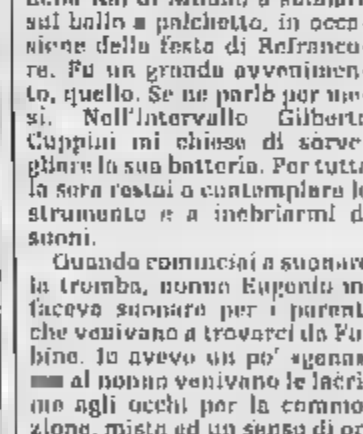 sul ballo a palchetto, in occa
sione della festa di Refranco-
re. Fu un grande avvenimen-
to, quello. Se ne parlò per me-
si. Nell'intervallo Gilberto
Cuppini mi chiese di sorve-
gliare la sua batteria. Per tutta
la sera restai a contemplare lo
strumento e a inebriarmi d
suoni.
Quando cominciai a suonare
la tromba, nonno Eugenio m
faceva suonare per i parent
che venivano a trovarci da Fu
bine. Io avevo un po'
al nonno venivano le lacri
me agli occhi per la commo
zione, mista ad un senso di or